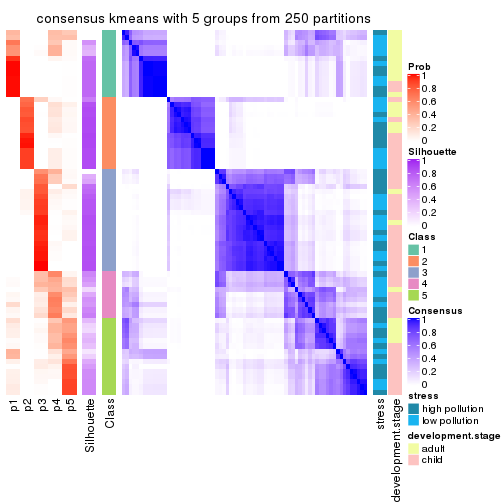 consensus kmeans with 5 groups from 250 partitions
Prob
1
0.8
0.6
0.4
0.2
0
Silhouette
1
0.8
0.6
0.4
0.2
0
Class
1
2
3
4
5
Consensus
1
0.8
0.6
0.4
0.2
0
stress
high pollution
low pollution
development.stage
adult
child
p1
p2
p3
p4
p5
Silhouette
Class
stress
development.stage